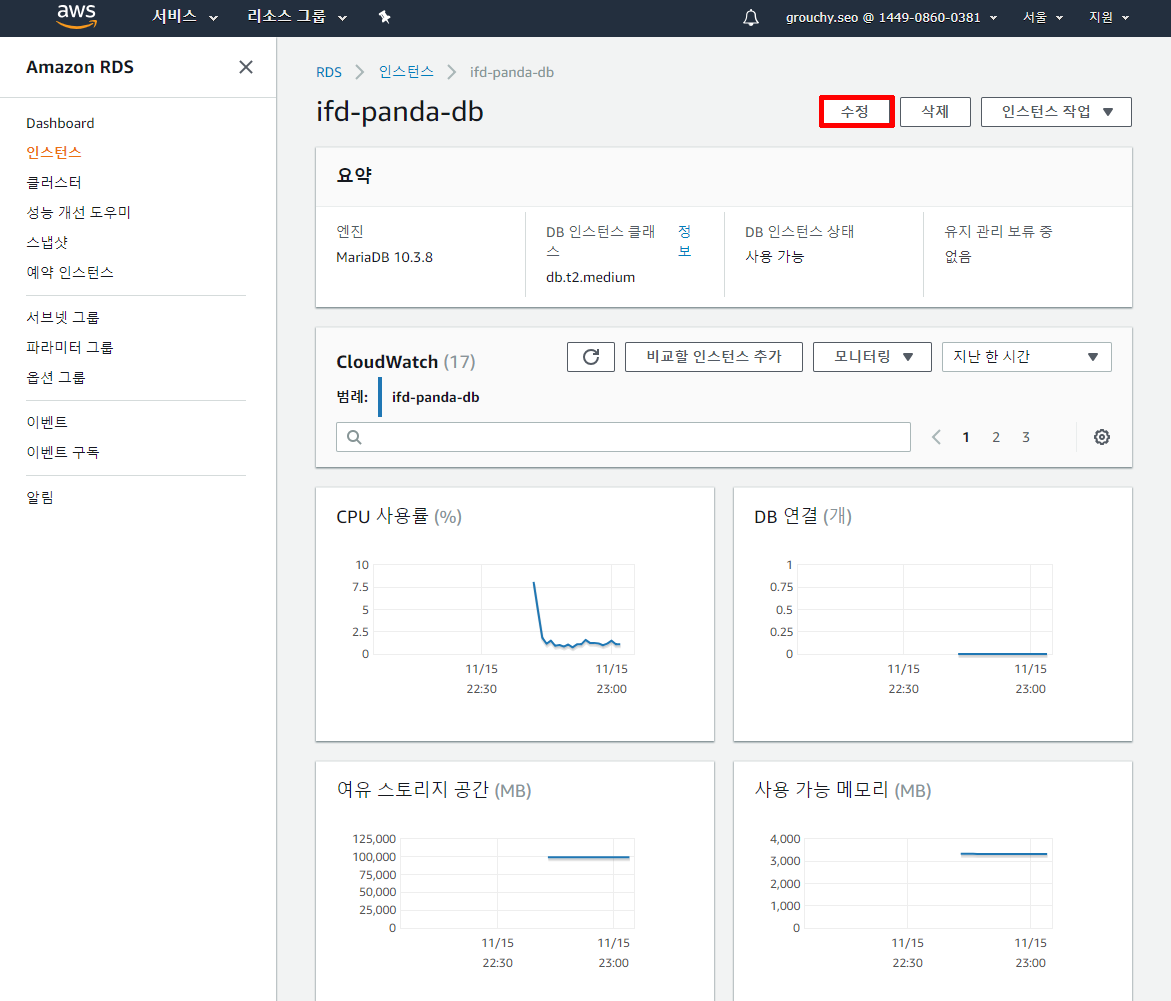 aws
서비스
리소스 그룹
grouchy.seo @ 1449-0860-0381
서울
지원
Amazon RDS
Dashboard
인스턴스
클러스터
성능 개선 도우미
스냅샷
예약 인스턴스
서브넷 그룹
파라미터 그룹
옵션 그룹
이벤트
이벤트 구독
알림
RDS
인스턴스
ifd-panda-db
ifd-panda-db
수정
삭제
인스턴스 작업
요약
엔진
MariaDB 10.3.8
DB 인스턴스 클래
스
정
보
db.t2.medium
DB 인스턴스 상태
사용 가능
유지 관리 보류 중
없음
CloudWatch (17)
비교할 인스턴스 추가
모니터링
지난 한 시간
범례:
ifd-panda-db
1 2 3
CPU 사용률 (%)
10
7.5
5
2.5
0
11/15 11/15
22:30 23:00
DB 연결 (개)
1
0.75
0.5
0.25
0
11/15 11/15
22:30 23:00
여유 스토리지 공간 (MB)
125,000
100,000
75,000
50,000
25,000
0
11/15 11/15
22:30 23:00
사용 가능 메모리 (MB)
4,000
3,000
2,000
1,000
0
11/15 11/15
22:30 23:00